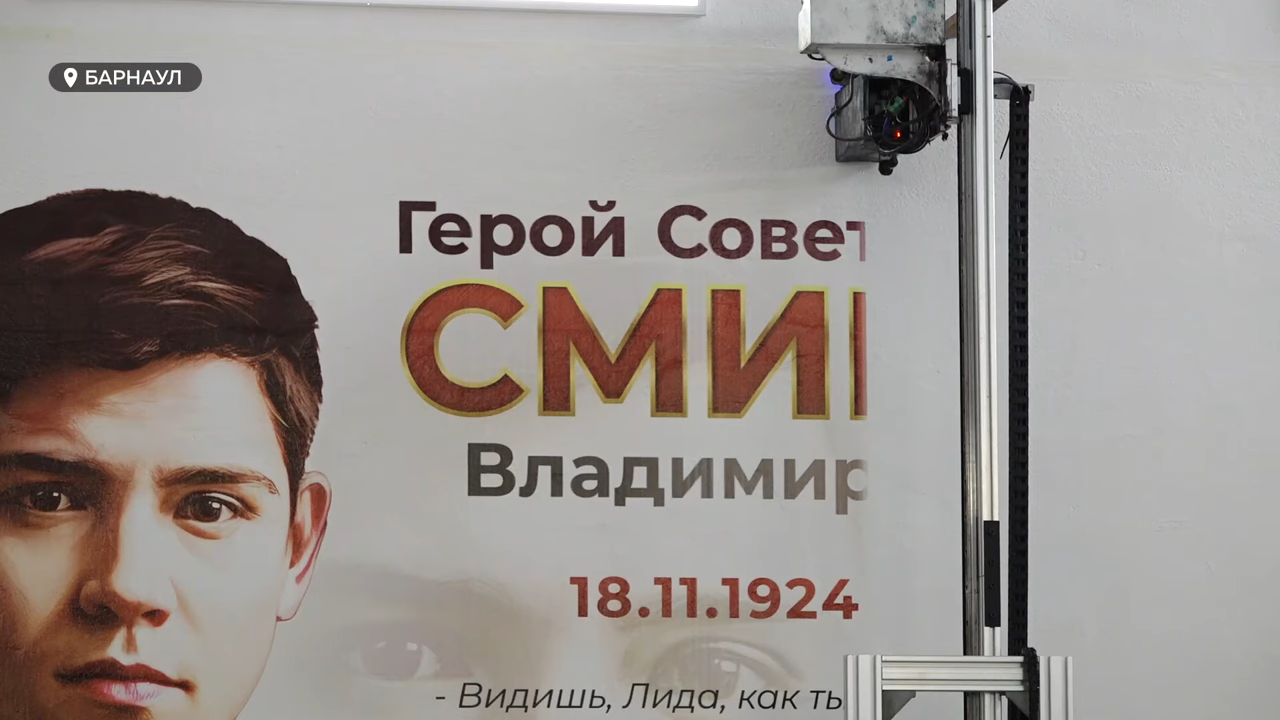 БАРНАУЛ
Герой Совет
СМИ
Владимир
18.11.1924
- Видишь, Лида, как ты